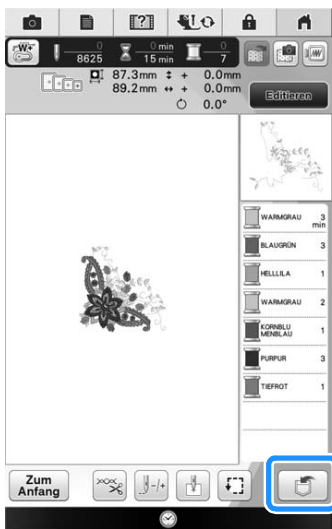 W+
0
8625
0 min
15 min
0
7
87.3mm + 0.0mm
89.2mm + 0.0mm
0.0°
Editieren
WARMGRAU 3
min
BLAUGRÜN 3
HELLLILA 1
WARMGRAU 2
KORNBLU
MENBLAU 1
PURPUR 3
TIEFROT 1
Zum
Anfang
-/+